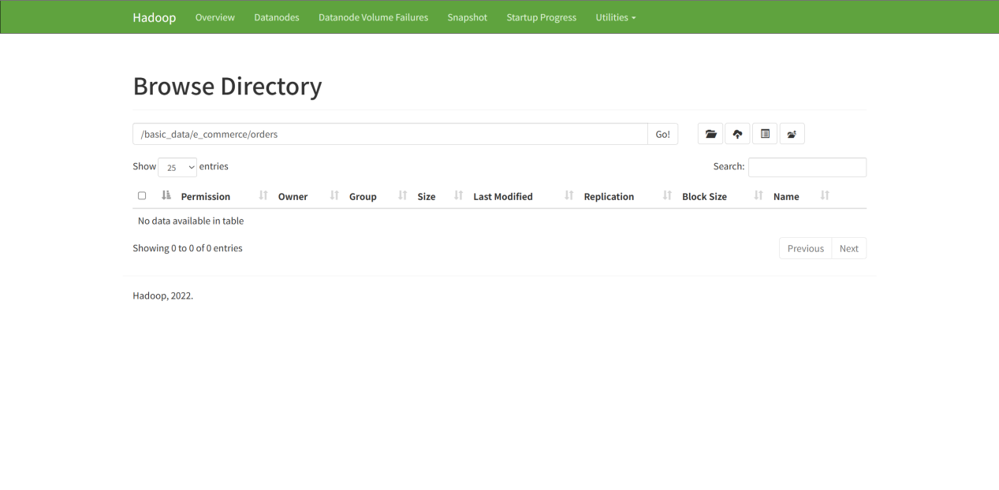 Hadoop Overview Datanodes Datanode Volume Failures Snapshot Startup Progress Utilities
Browse Directory
/basic_data/e_commerce/orders Go!
Show 25 entries Search:
Permission Owner Group Size Last Modified Replication Block Size Name
No data available in table
Showing 0 to 0 of 0 entries Previous Next
Hadoop, 2022.